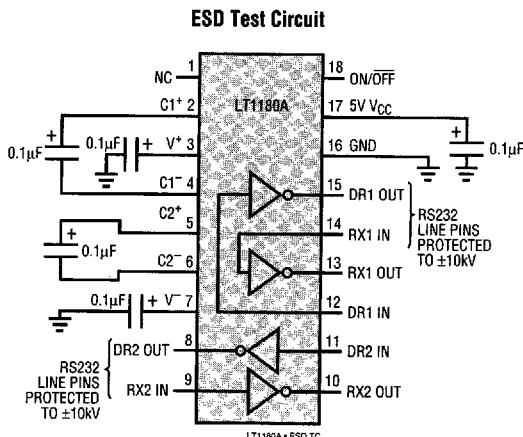 ESD Test Circuit
LT1180A
1
NC
C1+ 2
0.1µF
+
0.1µF
+
V+ 3
C1– 4
C2+
5
+
0.1µF
C2– 6
0.1µF
+
V– 7
DR2 OUT 8
RS232
LINE PINS
PROTECTED
TO ±10kV
RX2 IN 9
18
ON/OFF
17 5V VCC
+
0.1µF
16 GND
15 DR1 OUT
14
RX1 IN
RS232
LINE PINS
PROTECTED
TO ±10kV
13
RX1 OUT
12
DR1 IN
11
DR2 IN
10 RX2 OUT
LT1180A • ESD TC